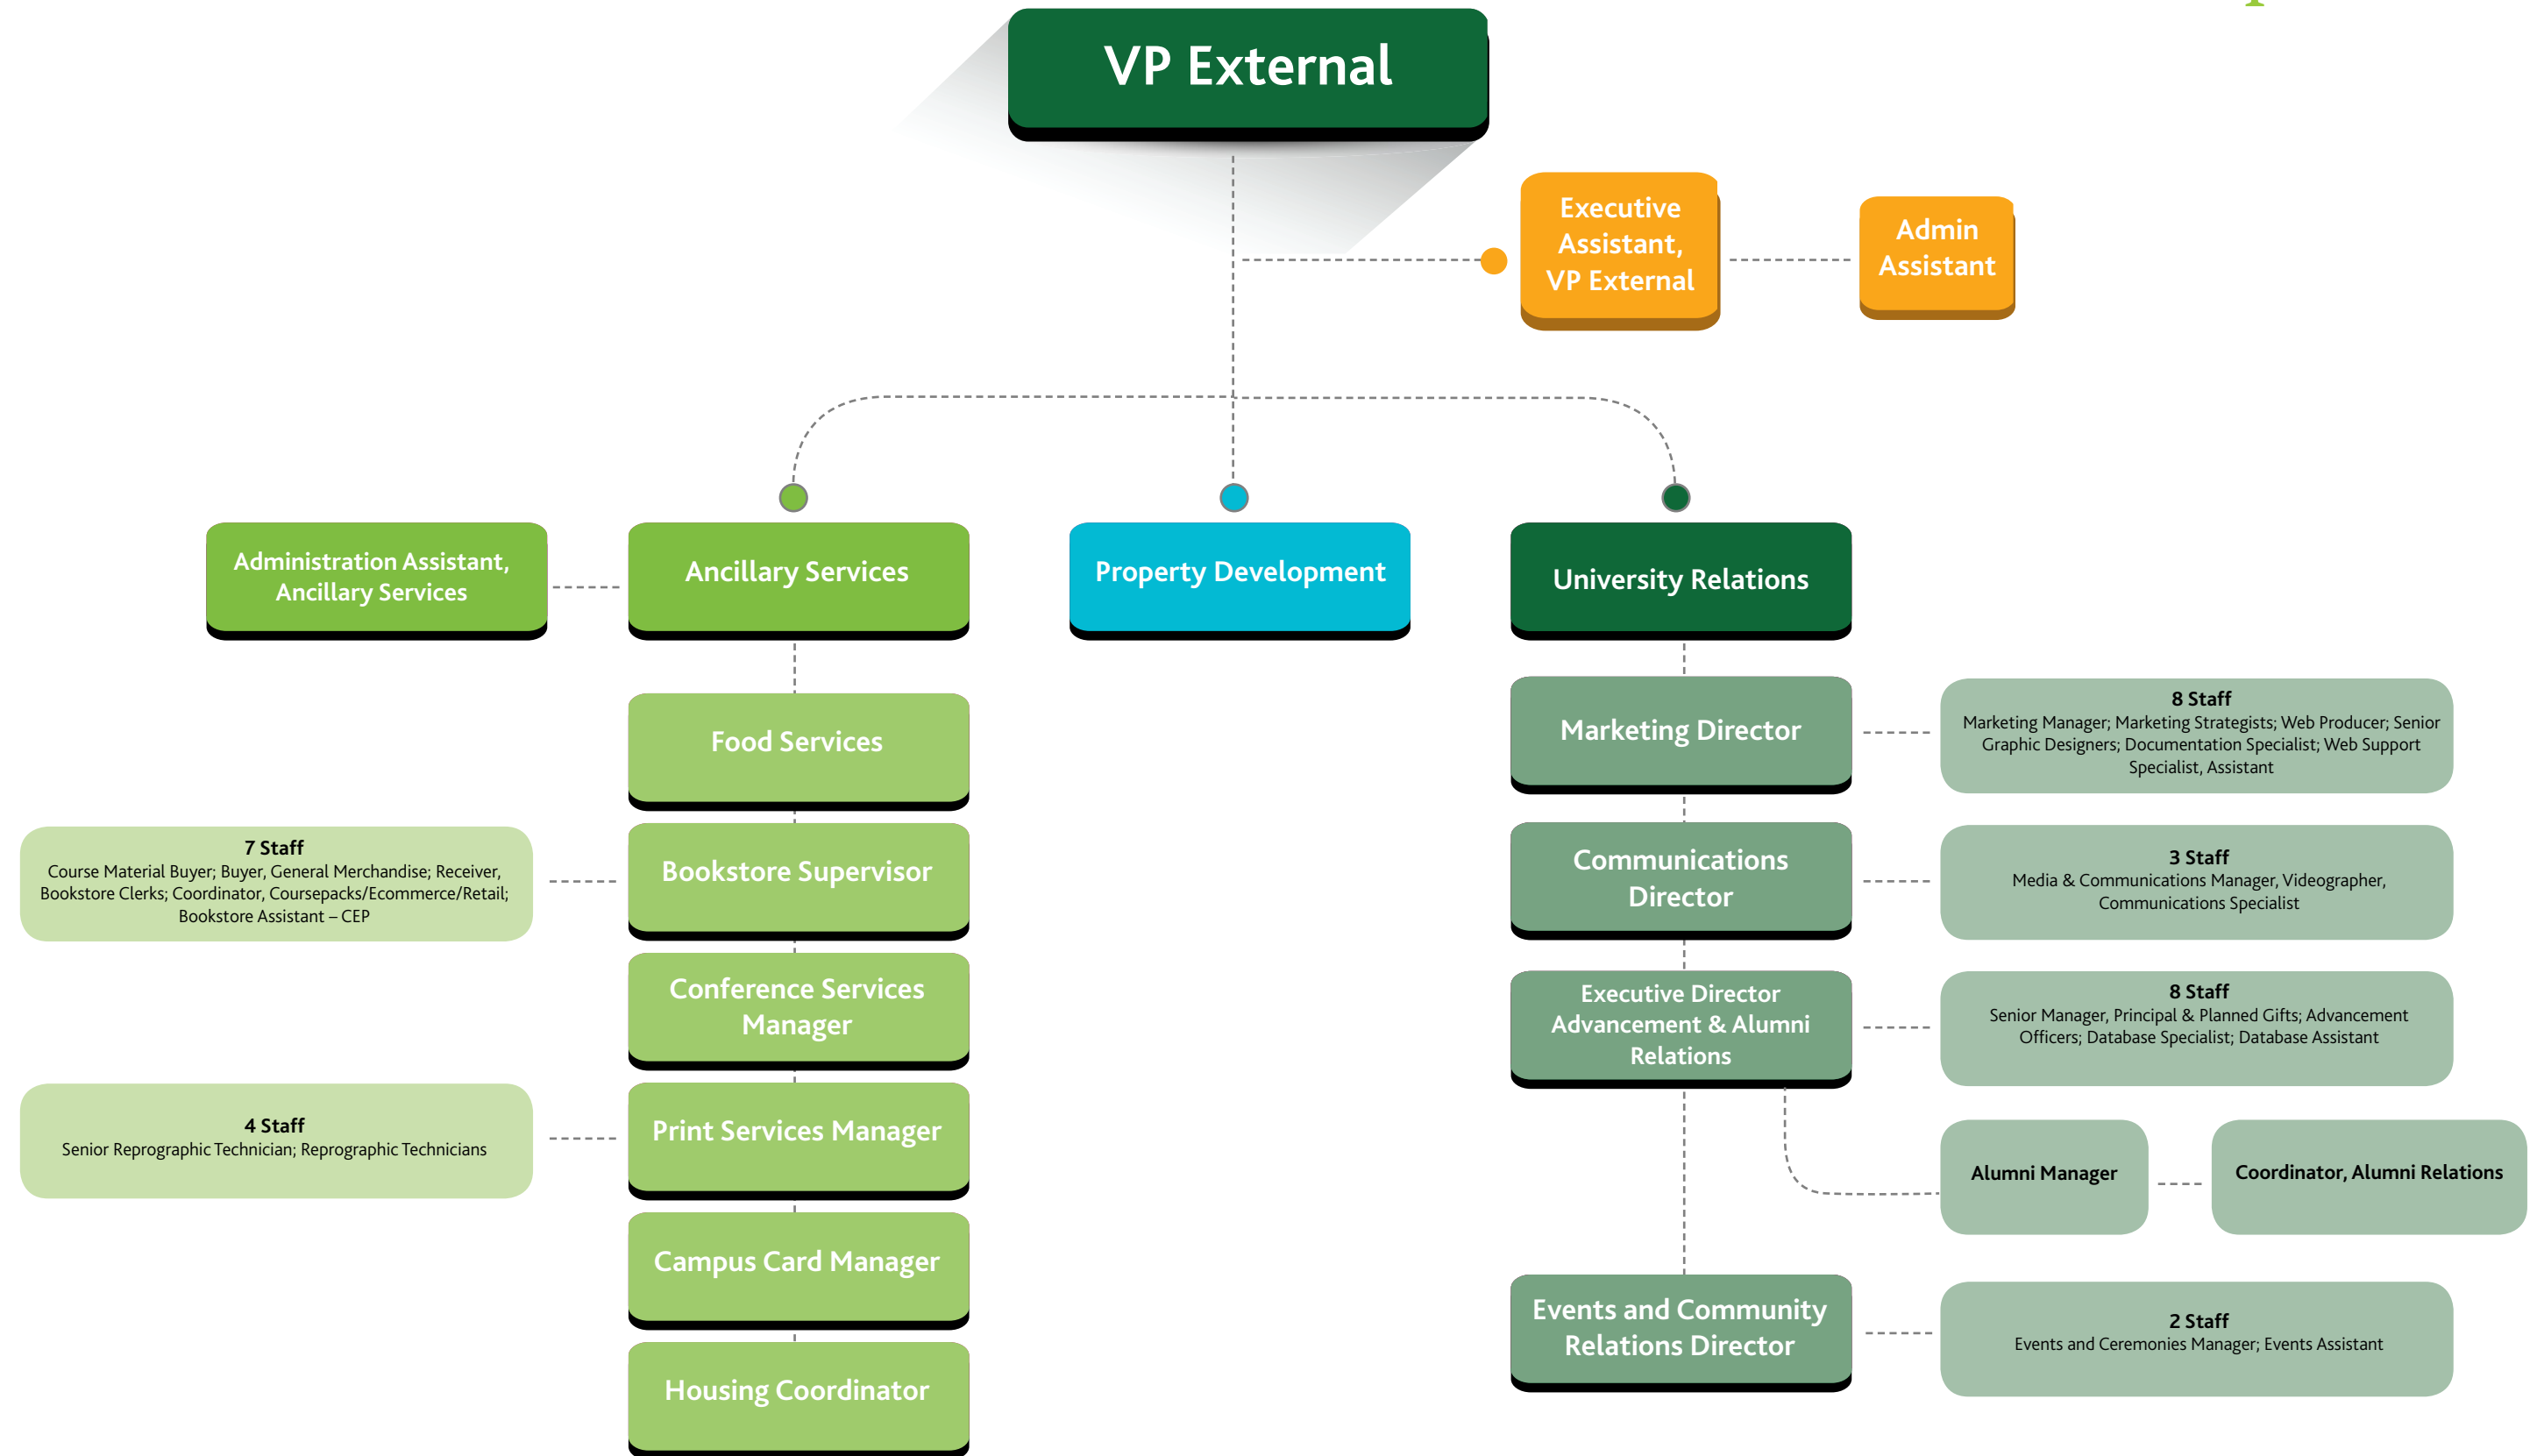 VP External
Executive
Assistant,
VP External
Admin
Assistant
Administration Assistant,
Ancillary Services
Ancillary Services
Property Development
University Relations
Food Services
7 Staff
Course Material Buyer; Buyer, General Merchandise; Receiver,
Bookstore Clerks; Coordinator, Coursepacks/Ecommerce/Retail;
Bookstore Assistant – CEP
Bookstore Supervisor
Conference Services
Manager
4 Staff
Senior Reprographic Technician; Reprographic Technicians
Print Services Manager
Campus Card Manager
Housing Coordinator
Marketing Director
8 Staff
Marketing Manager; Marketing Strategists; Web Producer; Senior
Graphic Designers; Documentation Specialist; Web Support
Specialist, Assistant
Communications
Director
3 Staff
Media & Communications Manager, Videographer,
Communications Specialist
Executive Director
Advancement & Alumni
Relations
8 Staff
Senior Manager, Principal & Planned Gifts; Advancement
Officers; Database Specialist; Database Assistant
Alumni Manager
Coordinator, Alumni Relations
Events and Community
Relations Director
2 Staff
Events and Ceremonies Manager; Events Assistant